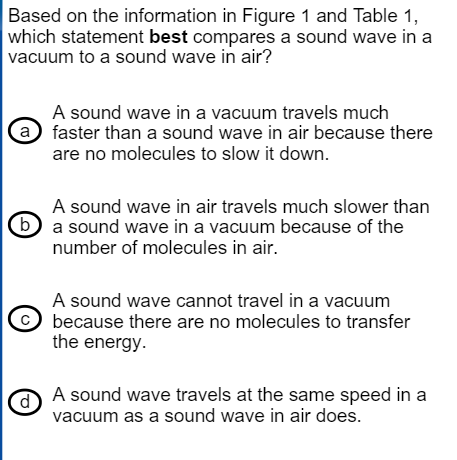 Based on the information in Figure 1 and Table 1,
which statement best compares a sound wave in a
vacuum to a sound wave in air?
a
A sound wave in a vacuum travels much
faster than a sound wave in air because there
are no molecules to slow it down.
b
A sound wave in air travels much slower than
a sound wave in a vacuum because of the
number of molecules in air.
c
A sound wave cannot travel in a vacuum
because there are no molecules to transfer
the energy.
d
A sound wave travels at the same speed in a
vacuum as a sound wave in air does.